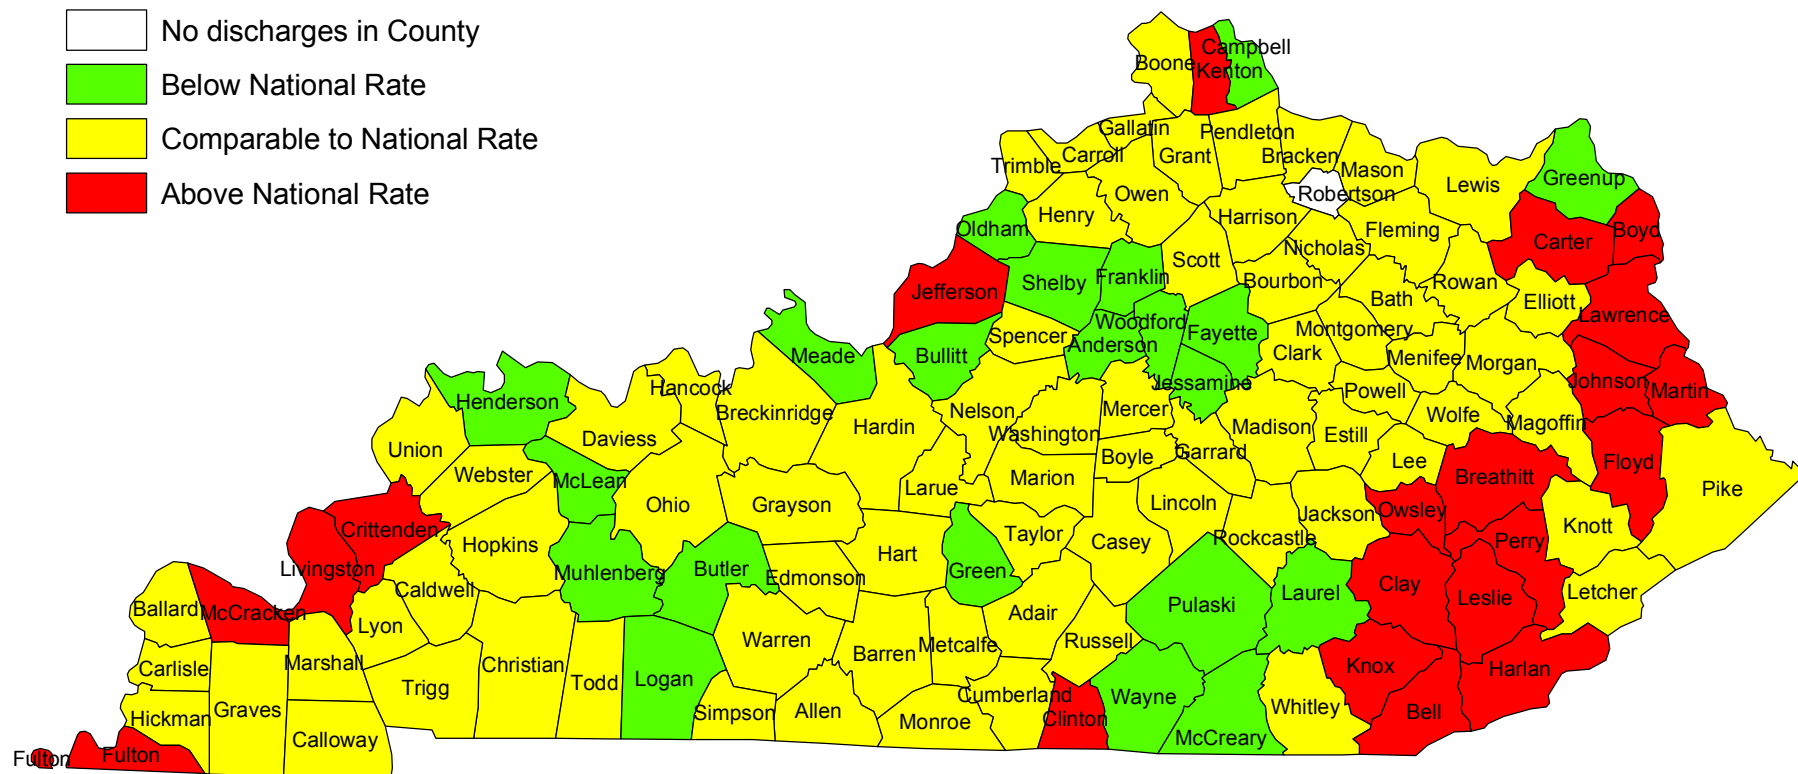 No discharges in County
Below National Rate
Comparable to National Rate
Above National Rate
Campbell
Boone
Kenton
Gallatin
Pendleton
Carroll
Grant
Bracken
Trimble
Mason
Greenup
Lewis
Owen
Robertson
Henry
Harrison
Oldham
Fleming
Boyd
Carter
Nicholas
Scott
Franklin
Shelby
Bourbon
Rowan
Jefferson
Bath
Elliott
Lawrence
Woodford
Montgomery
Fayette
Spencer
Anderson
Clark
Meade
Bullitt
Menifee
Morgan
Jessamine
Johnson
Martin
Powell
Hancock
Henderson
Breckinridge
Nelson
Mercer
Wolfe
Magoffin
Hardin
Madison
Washington
Estill
Daviess
Union
Garrard
Boyle
Lee
Floyd
Webster
McLean
Marion
Breathitt
Larue
Pike
Ohio
Grayson
Lincoln
Owsley
Jackson
Crittenden
Knott
Taylor
Rockcastle
Perry
Hopkins
Casey
Hart
Livingston
Muhlenberg
Butler
Edmonson
Green
Clay
Caldwell
Laurel
Letcher
Leslie
Pulaski
Ballard
McCracken
Adair
Lyon
Warren
Russell
Metcalfe
Barren
Marshall
Christian
Carlisle
Knox
Harlan
Logan
Todd
Trigg
Cumberland
Wayne
Whitley
Graves
Allen
Simpson
Bell
Hickman
Clinton
Monroe
McCreary
Calloway
Fulton
Fulton